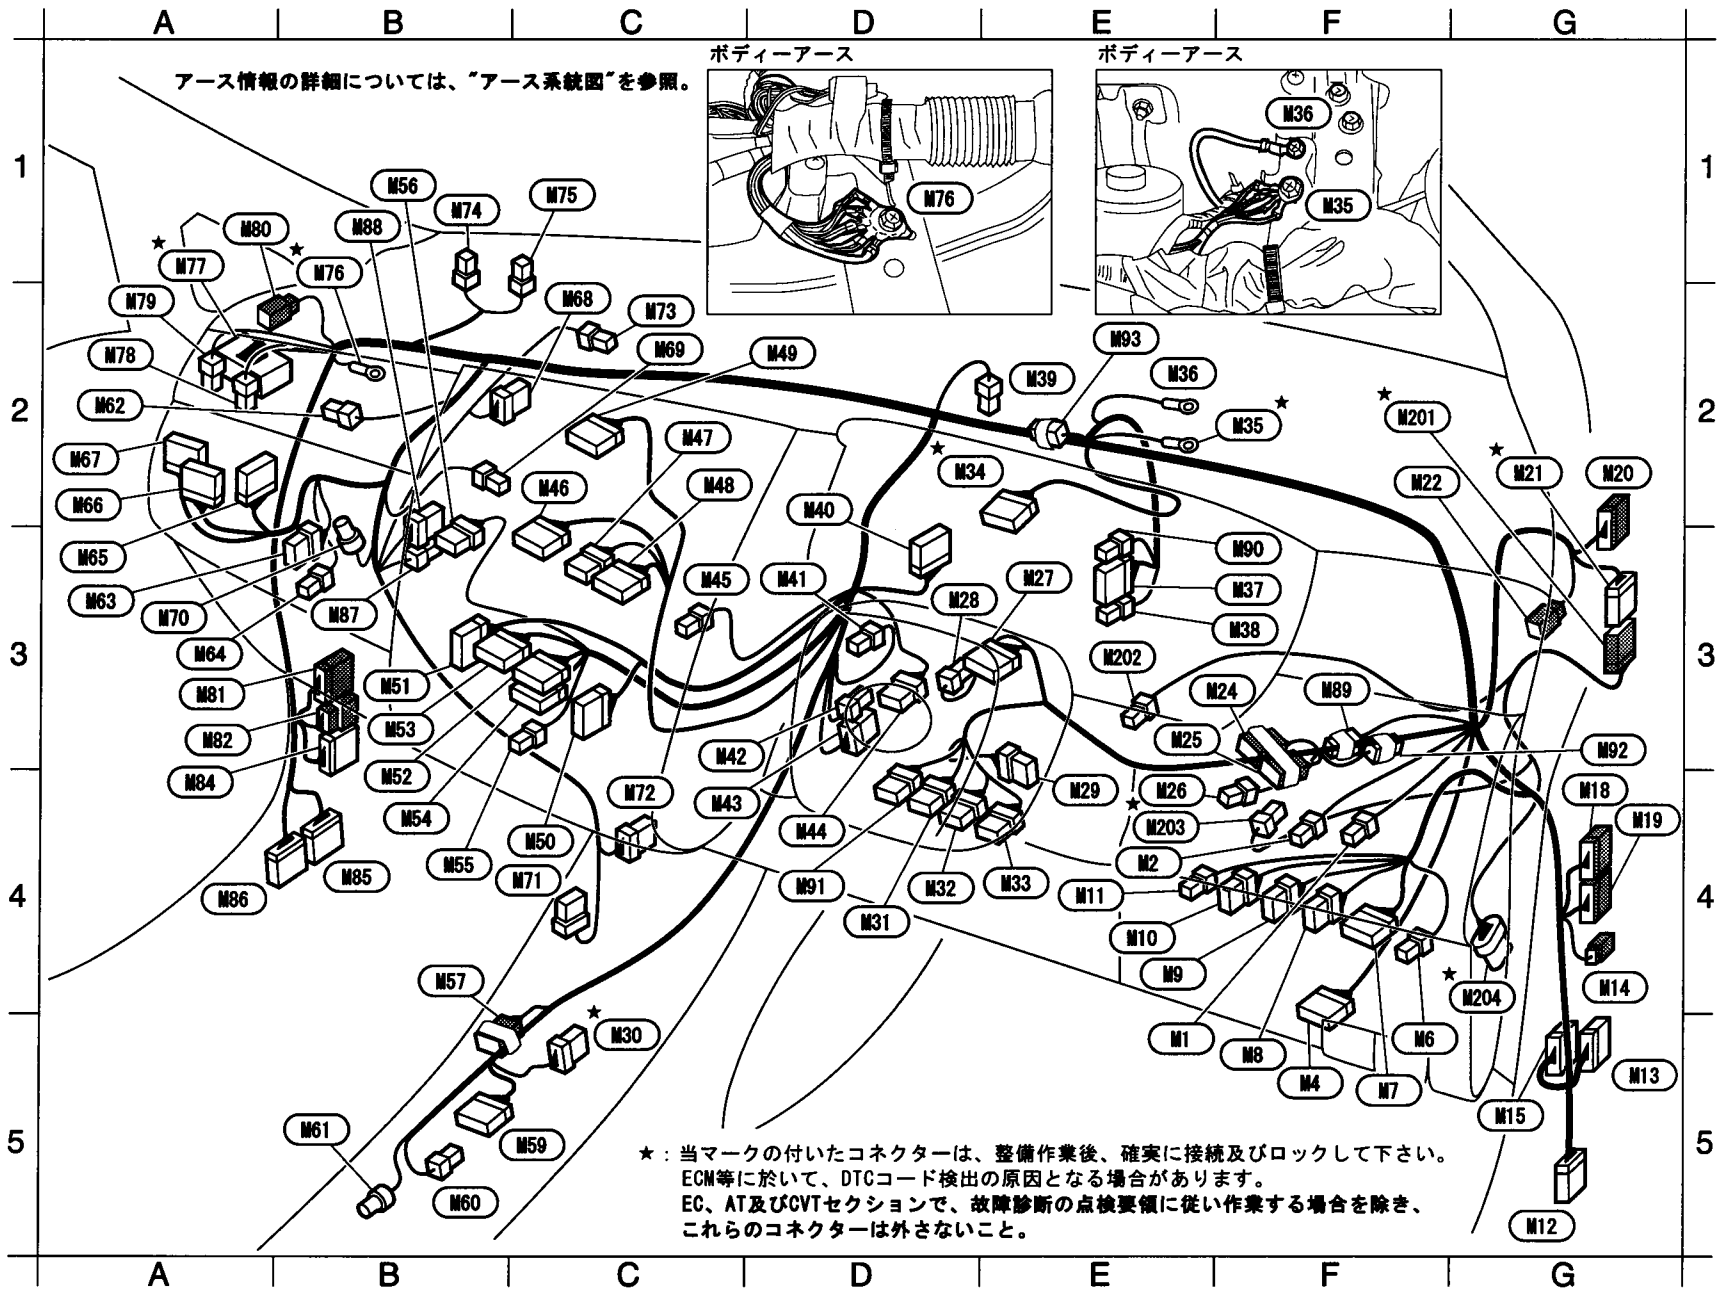 A B C D E F G
ボディーアース
ボディーアース
アース情報の詳細については、"アース系統図"を参照。
M36
1
1
M56
M74
M75
M76
M35
M88
★
M80
★
M77
M76
M79
M68
M73
M78
M69
M49
M93
M39
M36
★
★
2
M62
M35
M201
2
M67
M47
★
M34
★
M21
M20
M66
M46
M48
M22
M40
M65
M90
M63
M45
M41
M27
M37
M70
M87
M28
M38
M64
3
M202
3
M81
M51
M24
M89
M82
M53
M42
M25
M92
M84
M52
M72
M29
M26
M18
M54
M43
★
M203
M19
M50
M44
M2
M55
M71
M85
M91
M32
M33
M11
4
M86
4
M31
M10
M9
★
M57
M204
M14
★
M30
M1
M8
M6
M4
M7
M13
M15
M61
M59
5
5
★：当マークの付いたコネクターは、整備作業後、確実に接続及びロックして下さい。
ECM等に於いて、DTCコード検出の原因となる場合があります。
EC、AT及びCVTセクションで、故障診断の点検要領に従い作業する場合を除き、
これらのコネクターは外さないこと。
M60
M12
A B C D E F G